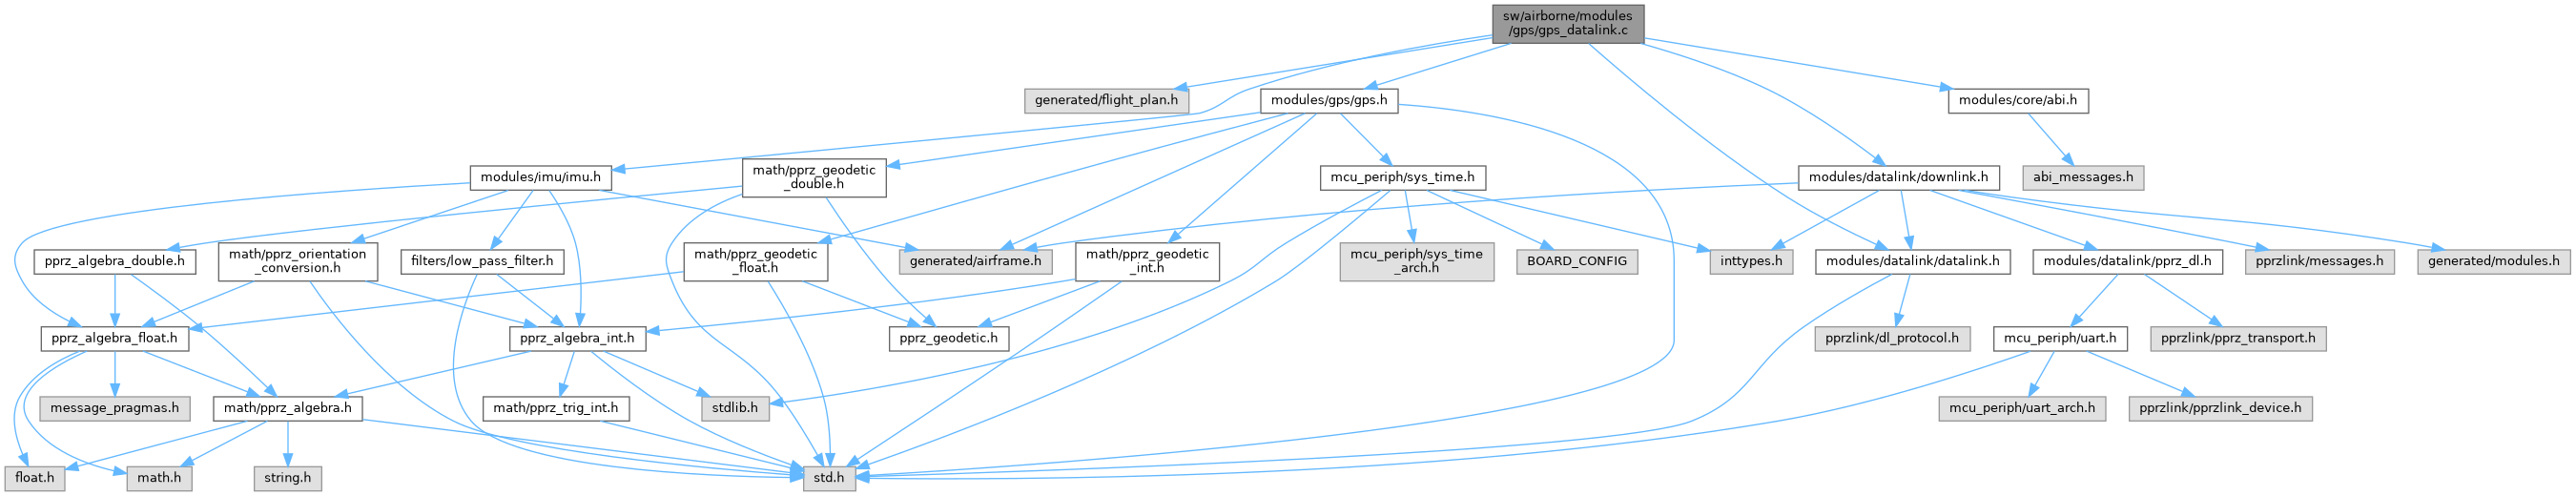 sw/airborne/modules
/gps/gps_datalink.c
generated/flight_plan.h
modules/gps/gps.h
modules/core/abi.h
modules/imu/imu.h
math/pprz_geodetic
_double.h
mcu_periph/sys_time.h
modules/datalink/downlink.h
abi_messages.h
pprz_algebra_double.h
math/pprz_orientation
_conversion.h
filters/low_pass_filter.h
math/pprz_geodetic
_float.h
generated/airframe.h
math/pprz_geodetic
_int.h
mcu_periph/sys_time
_arch.h
BOARD_CONFIG
inttypes.h
modules/datalink/datalink.h
modules/datalink/pprz_dl.h
pprzlink/messages.h
generated/modules.h
pprz_algebra_float.h
pprz_algebra_int.h
pprz_geodetic.h
pprzlink/dl_protocol.h
mcu_periph/uart.h
pprzlink/pprz_transport.h
message_pragmas.h
math/pprz_algebra.h
math/pprz_trig_int.h
stdlib.h
mcu_periph/uart_arch.h
pprzlink/pprzlink_device.h
float.h
math.h
string.h
std.h